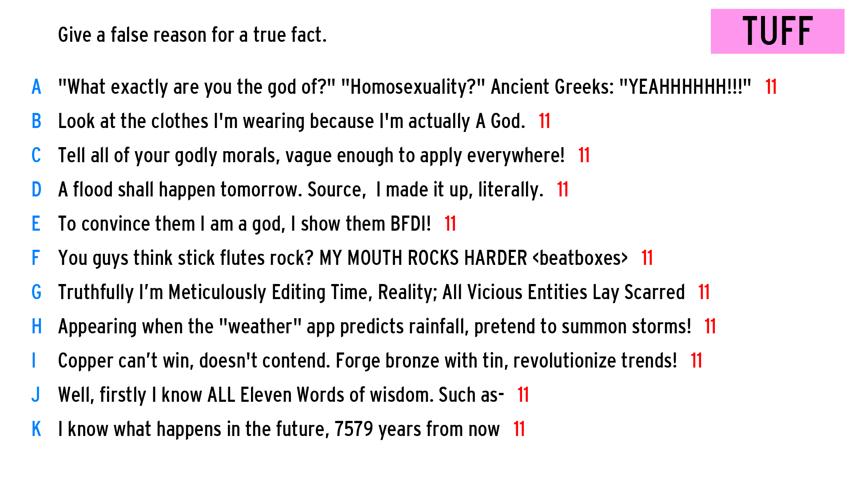 Give a false reason for a true fact.
TUFF
A "What exactly are you the god of?" "Homosexuality?" Ancient Greeks: "YEAHHHHHH!!!" 11
B Look at the clothes I'm wearing because I'm actually A God. 11
C Tell all of your godly morals, vague enough to apply everywhere! 11
D A flood shall happen tomorrow. Source, I made it up, literally. 11
E To convince them I am a god, I show them BFDI! 11
F You guys think stick flutes rock? MY MOUTH ROCKS HARDER <beatboxes> 11
G Truthfully I’m Meticulously Editing Time, Reality; All Vicious Entities Lay Scarred 11
H Appearing when the "weather" app predicts rainfall, pretend to summon storms! 11
I Copper can’t win, doesn't contend. Forge bronze with tin, revolutionize trends! 11
J Well, firstly I know ALL Eleven Words of wisdom. Such as- 11
K I know what happens in the future, 7579 years from now 11